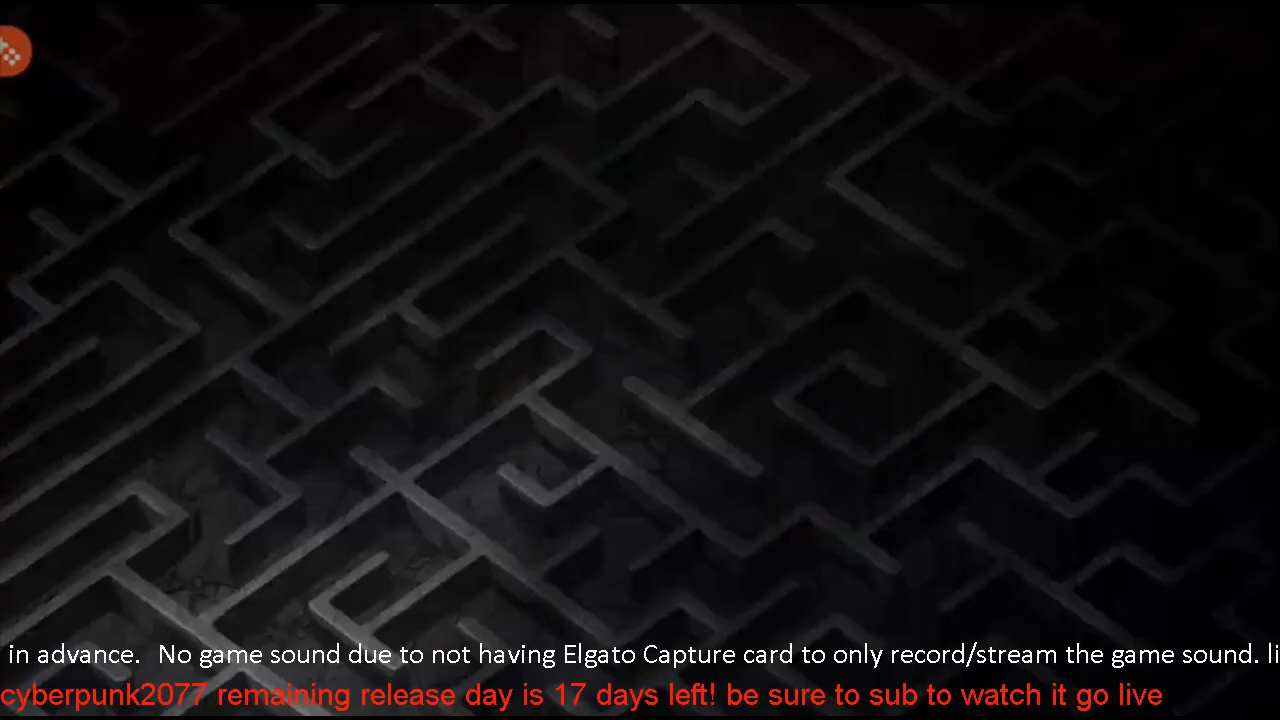 in advance. No game sound due to not having Elgato Capture card to only record/stream the game sound. li
cyberpunk2077 remaining release day is 17 days left! be sure to sub to watch it go live